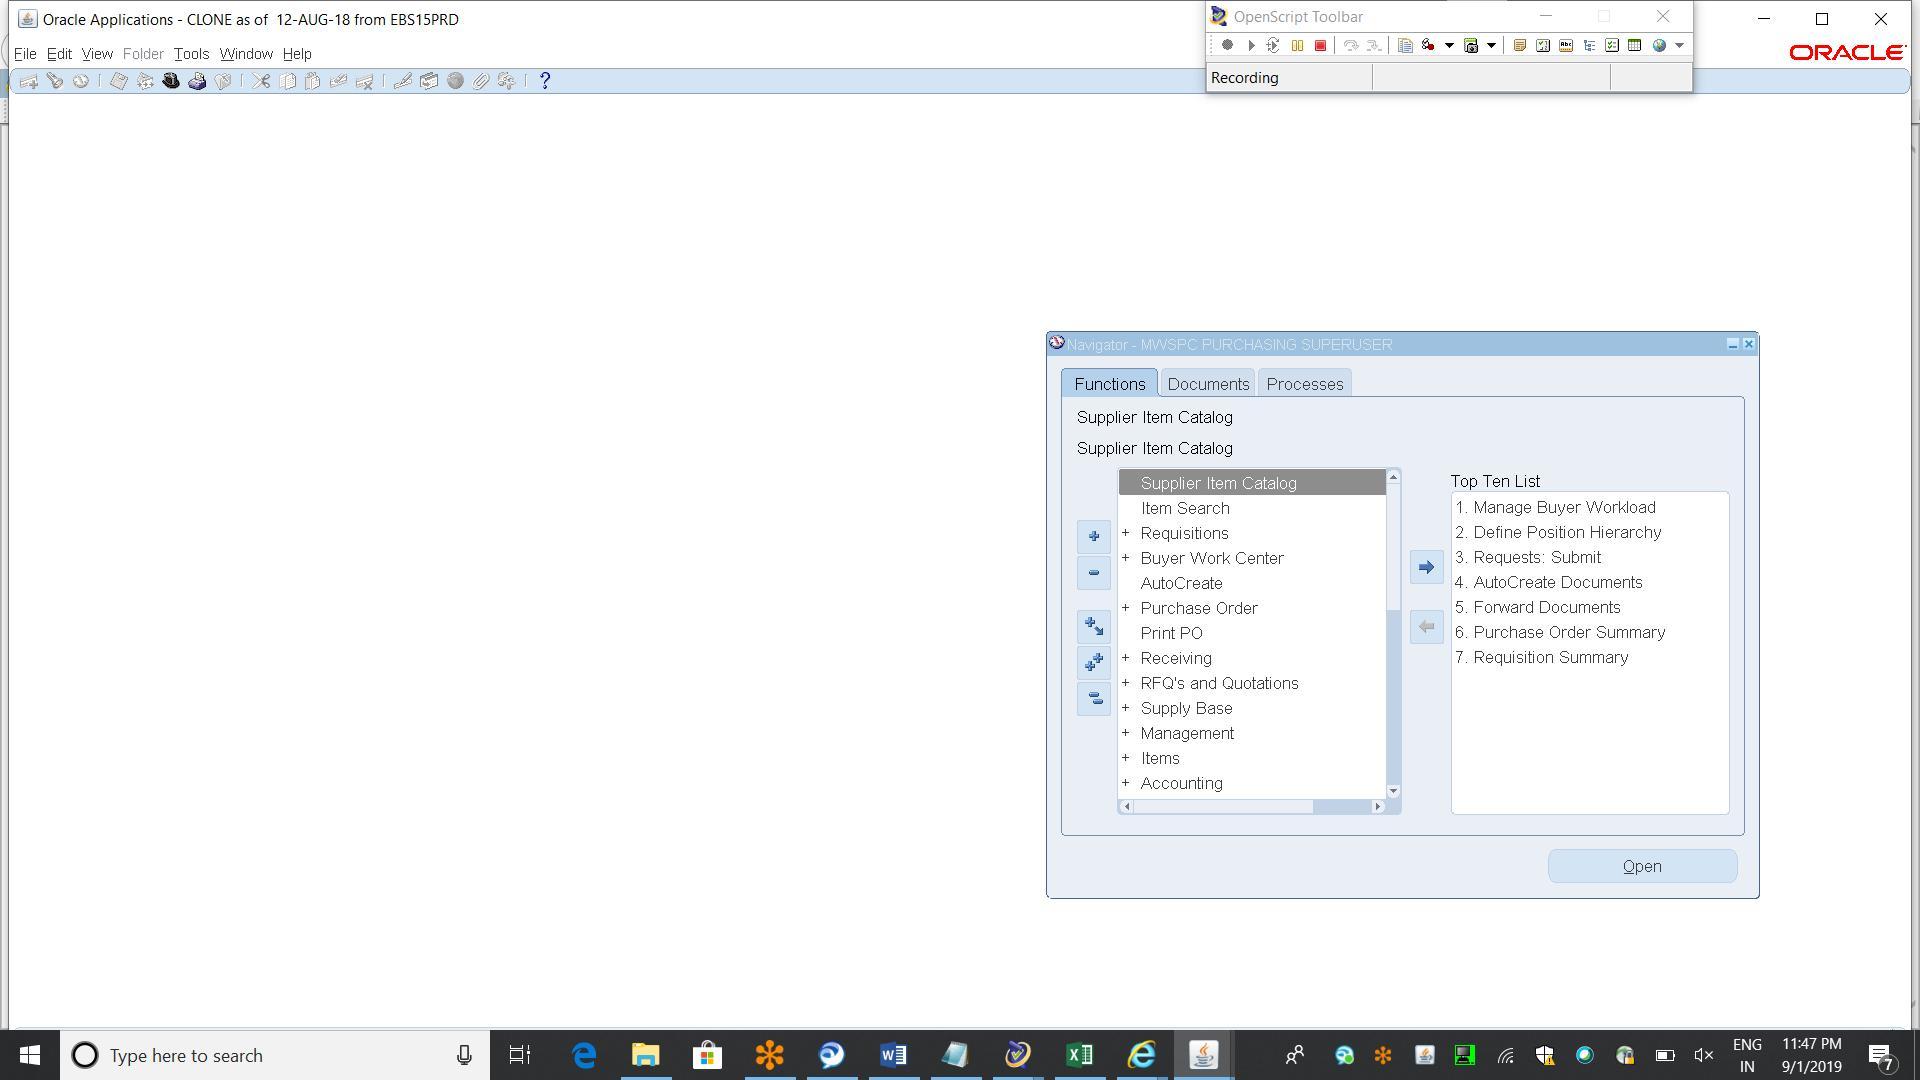 Oracle Applications - CLONE as of  12-AUG-18 from EBS15PRD
OpenScript Toolbar
File Edit View Folder Tools Window Help
ORACLE
Recording
Navigator - MWSPC PURCHASING SUPERUSER
Functions Documents Processes
Supplier Item Catalog
Supplier Item Catalog
Supplier Item Catalog
Item Search
+ Requisitions
+ Buyer Work Center
AutoCreate
+ Purchase Order
Print PO
+ Receiving
+ RFQ's and Quotations
+ Supply Base
+ Management
+ Items
+ Accounting
Top Ten List
1. Manage Buyer Workload
2. Define Position Hierarchy
3. Requests: Submit
4. AutoCreate Documents
5. Forward Documents
6. Purchase Order Summary
7. Requisition Summary
Open
Type here to search
ENG
IN
11:47 PM
9/1/2019
7